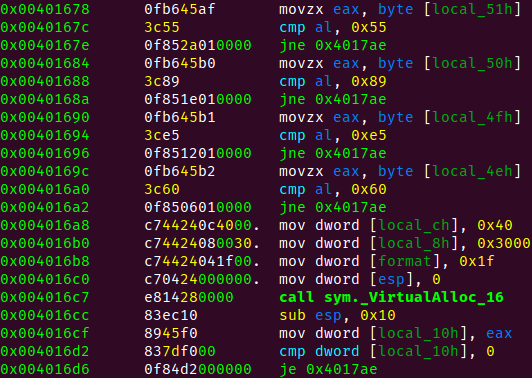 0x00401678 0fb645af movzx eax, byte [local_51h]
0x0040167c 3c55 cmp al, 0x55
0x0040167e 0f852a010000 jne 0x4017ae
0x00401684 0fb645b0 movzx eax, byte [local_50h]
0x00401688 3c89 cmp al, 0x89
0x0040168a 0f851e010000 jne 0x4017ae
0x00401690 0fb645b1 movzx eax, byte [local_4fh]
0x00401694 3ce5 cmp al, 0xe5
0x00401696 0f8512010000 jne 0x4017ae
0x0040169c 0fb645b2 movzx eax, byte [local_4eh]
0x004016a0 3c60 cmp al, 0x60
0x004016a2 0f8506010000 jne 0x4017ae
0x004016a8 c744240c4000. mov dword [local_ch], 0x40
0x004016b0 c74424080030. mov dword [local_8h], 0x3000
0x004016b8 c74424041f00. mov dword [format], 0x1f
0x004016c0 c70424000000. mov dword [esp], 0
0x004016c7 e814280000 call sym._VirtualAlloc_16
0x004016cc 83ec10 sub esp, 0x10
0x004016cf 8945f0 mov dword [local_10h], eax
0x004016d2 837df000 cmp dword [local_10h], 0
0x004016d6 0f84d2000000 je 0x4017ae